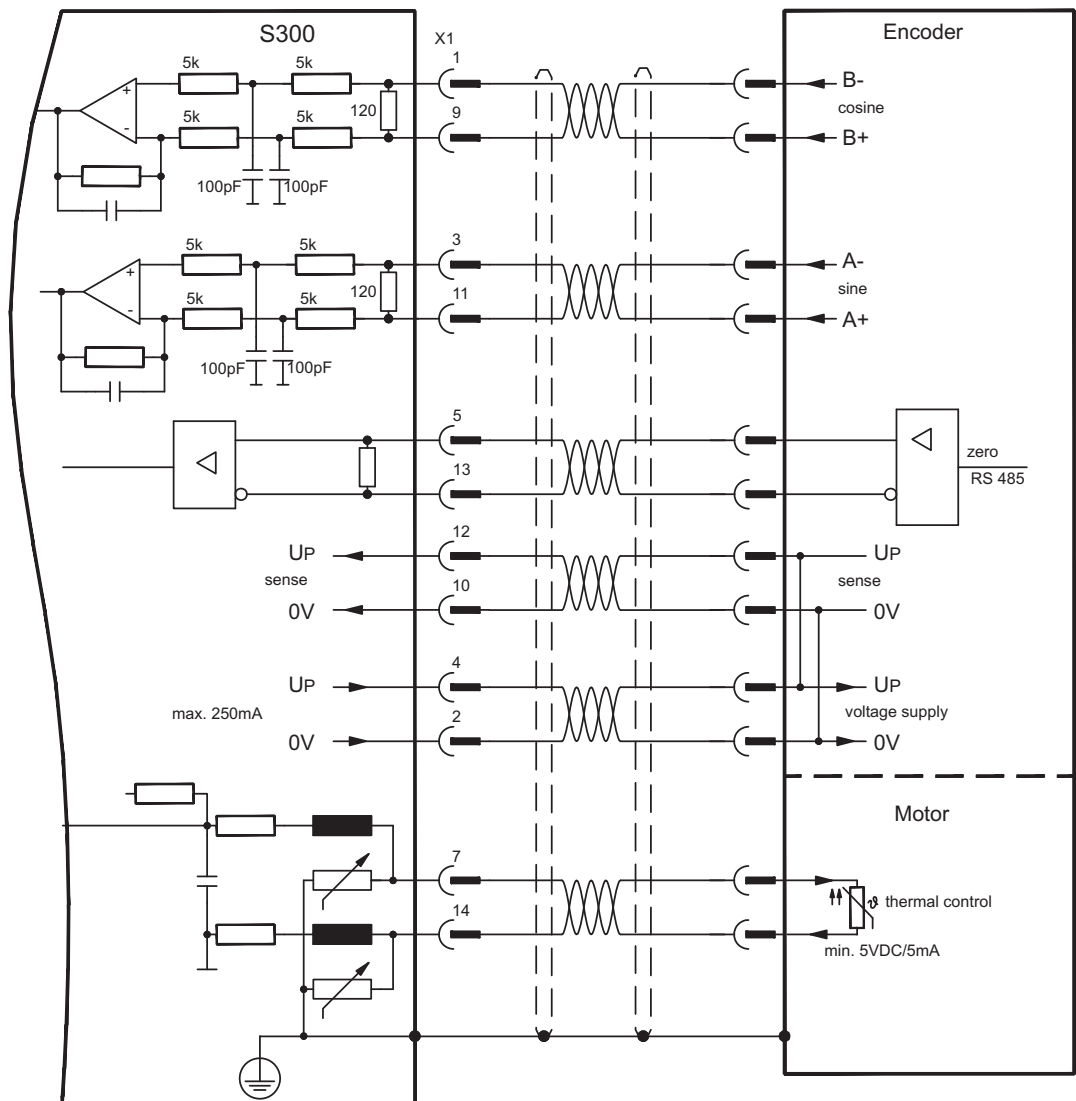 S300
X1
Encoder
5k 5k
1
B-
120
cosine
5k 5k
9
B+
100pF 100pF
5k 5k
3
A-
120
sine
5k 5k
11
A+
100pF 100pF
5
zero
RS 485
13
UP
12
UP
sense
sense
0V
10
0V
UP
4
UP
max. 250mA
voltage supply
0V
2
0V
Motor
7
ϑ thermal control
14
min. 5VDC/5mA